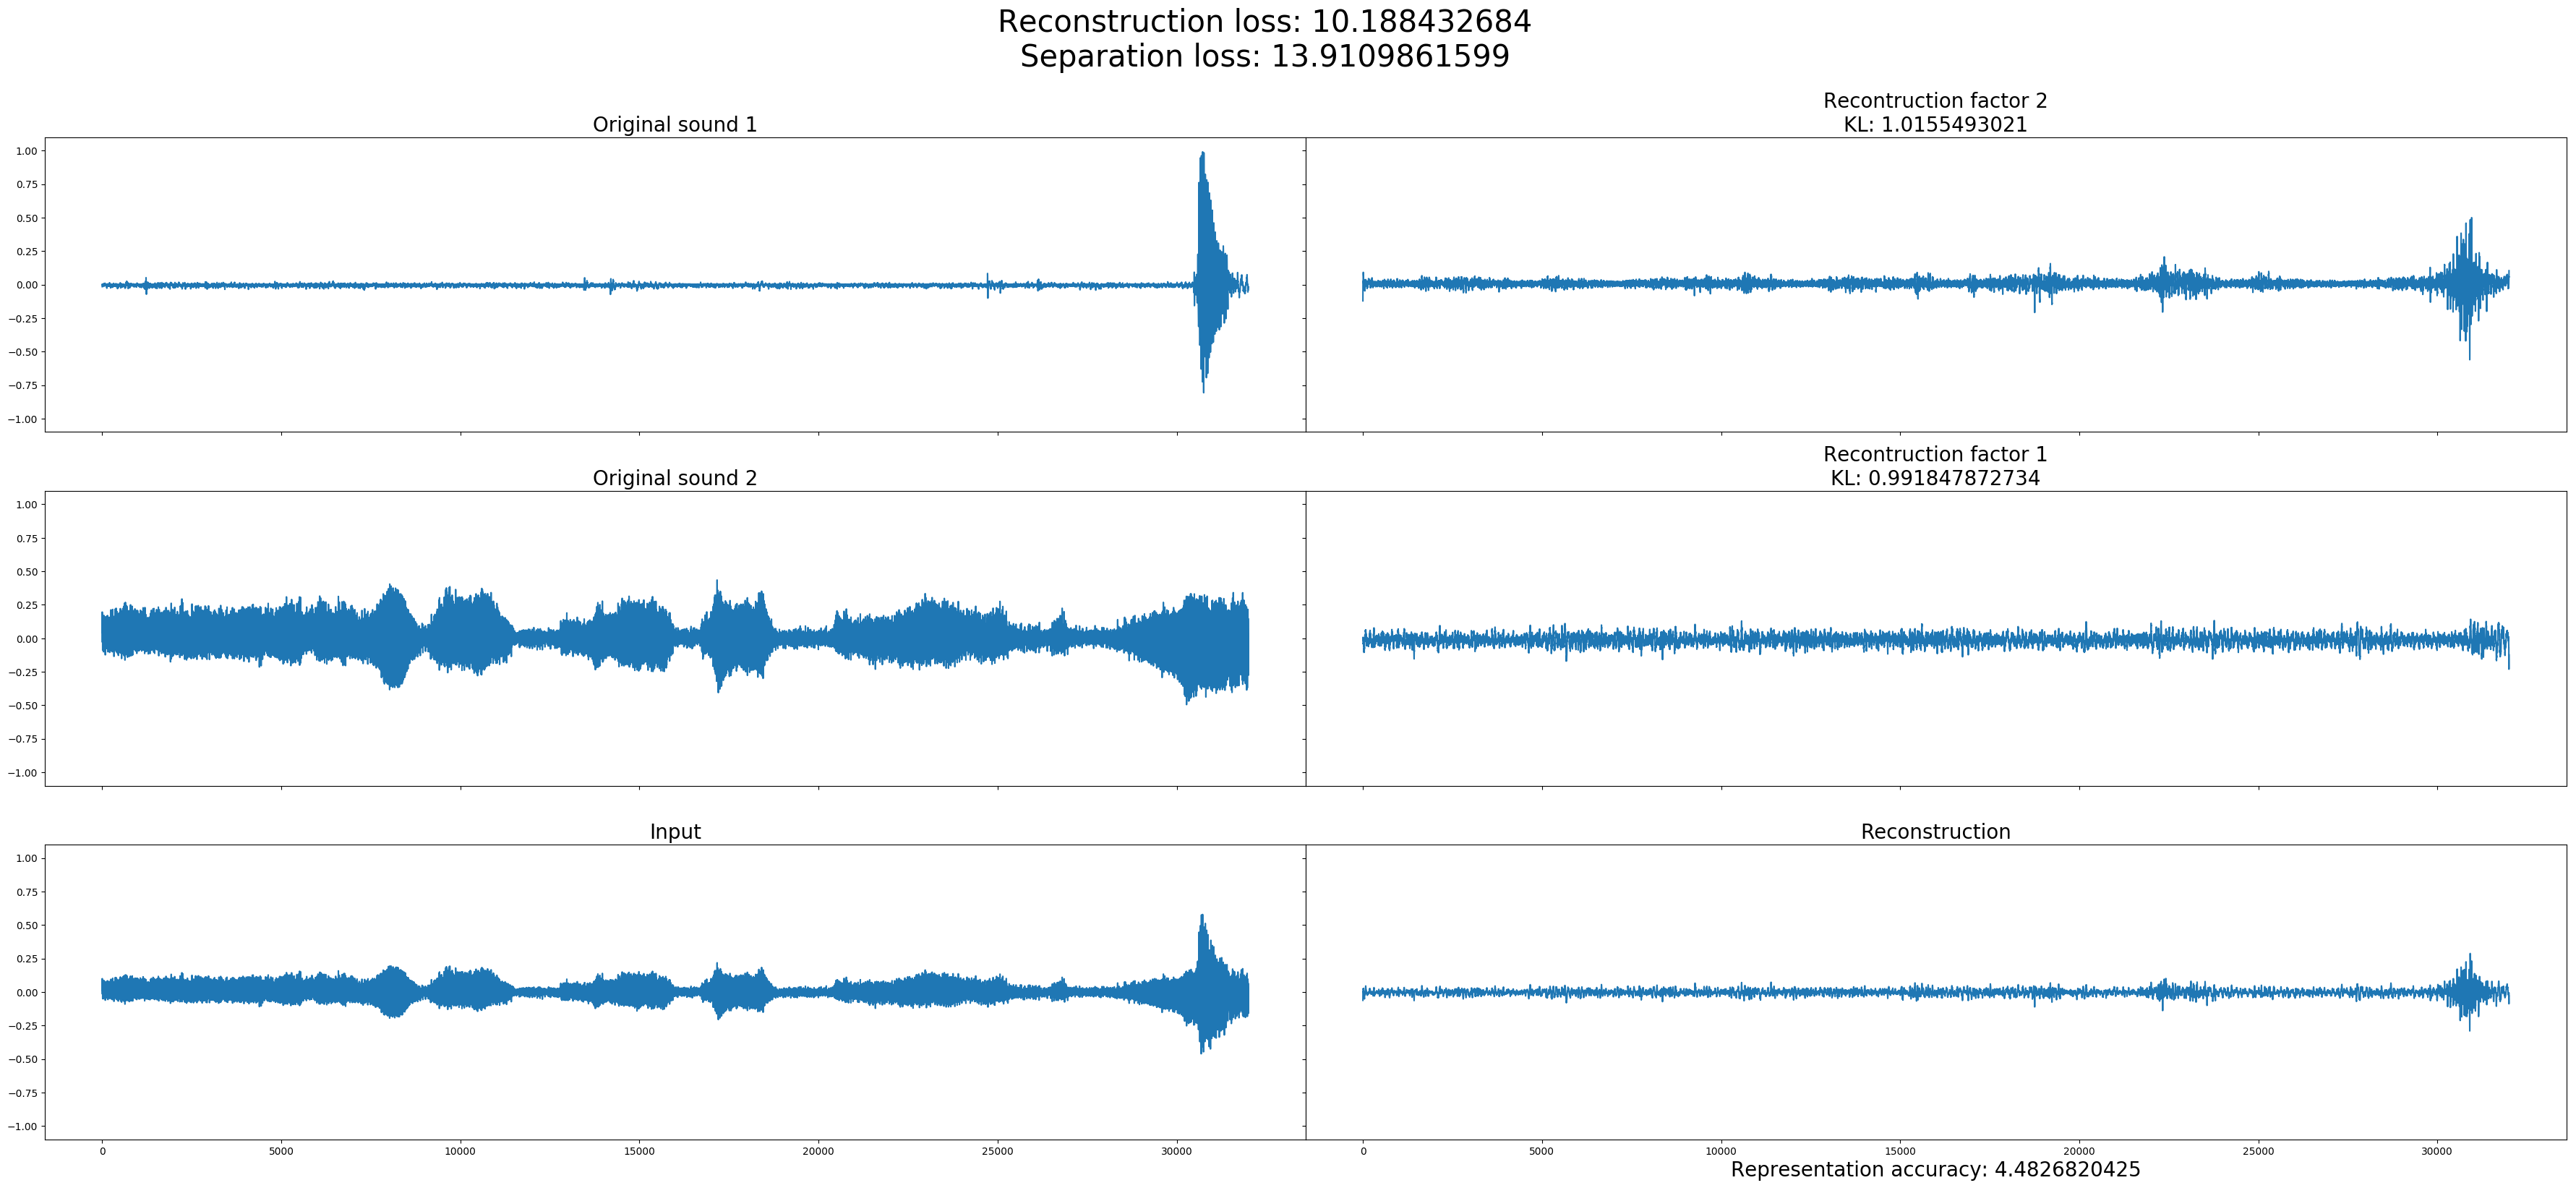 Reconstruction loss: 10.188432684
Separation loss: 13.9109861599
Original sound 1
Recontruction factor 2
KL: 1.0155493021
1.00
0.75
0.50
0.25
0.00
−0.25
−0.50
−0.75
−1.00
Original sound 2
Recontruction factor 1
KL: 0.991847872734
1.00
0.75
0.50
0.25
0.00
−0.25
−0.50
−0.75
−1.00
Input
Reconstruction
1.00
0.75
0.50
0.25
0.00
−0.25
−0.50
−0.75
−1.00
0 5000 10000 15000 20000 25000 30000
0 5000 10000 15000 20000 25000 30000
Representation accuracy: 4.4826820425